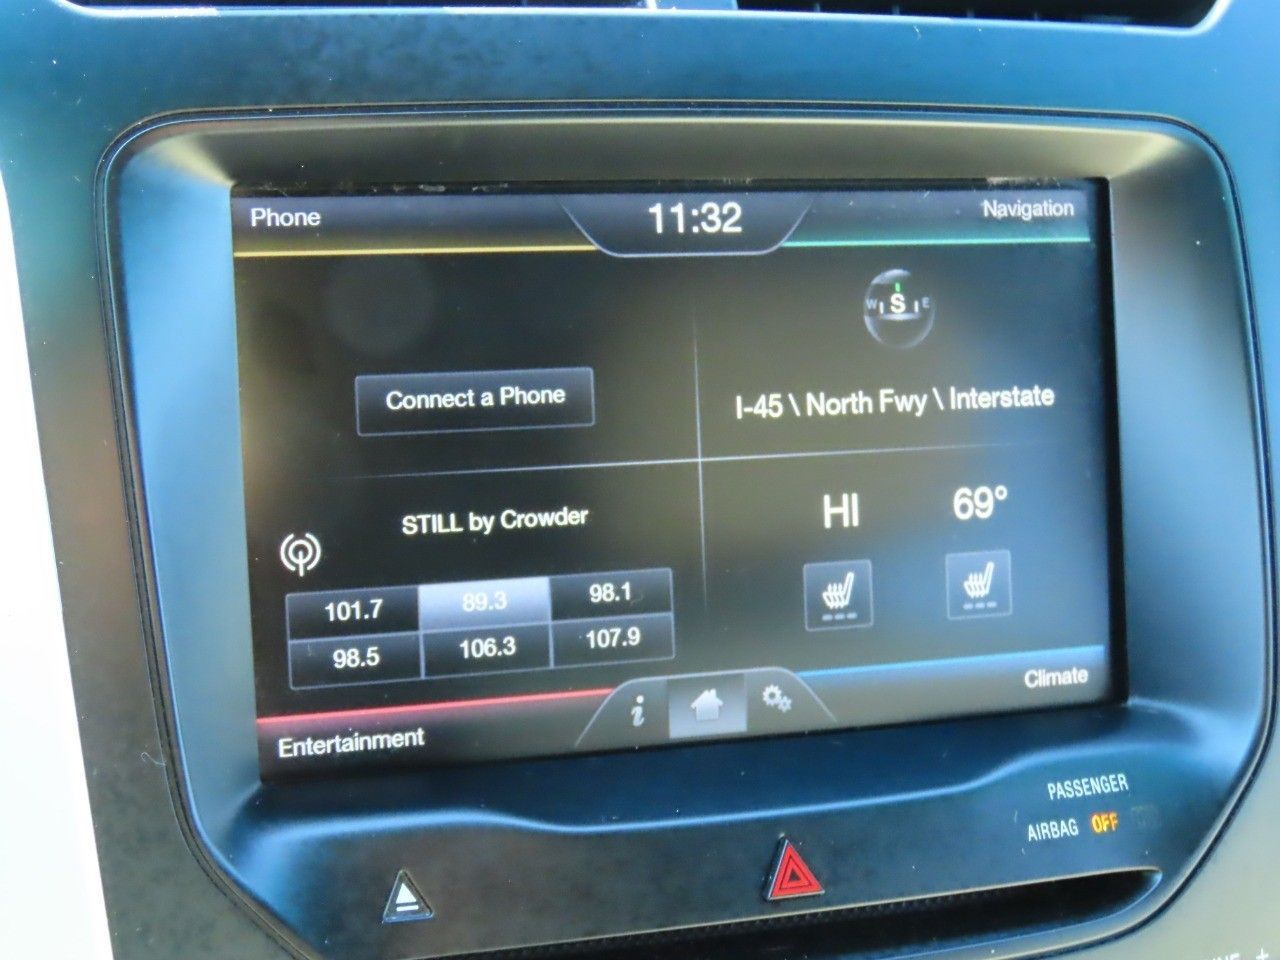 Phone
11:32
Navigation
W S E
Connect a Phone
I-45 \ North Fwy \ Interstate
STILL by Crowder
HI
69°
101.7 89.3 98.1
98.5 106.3 107.9
i
Entertainment
Climate
PASSENGER
AIRBAG OFF